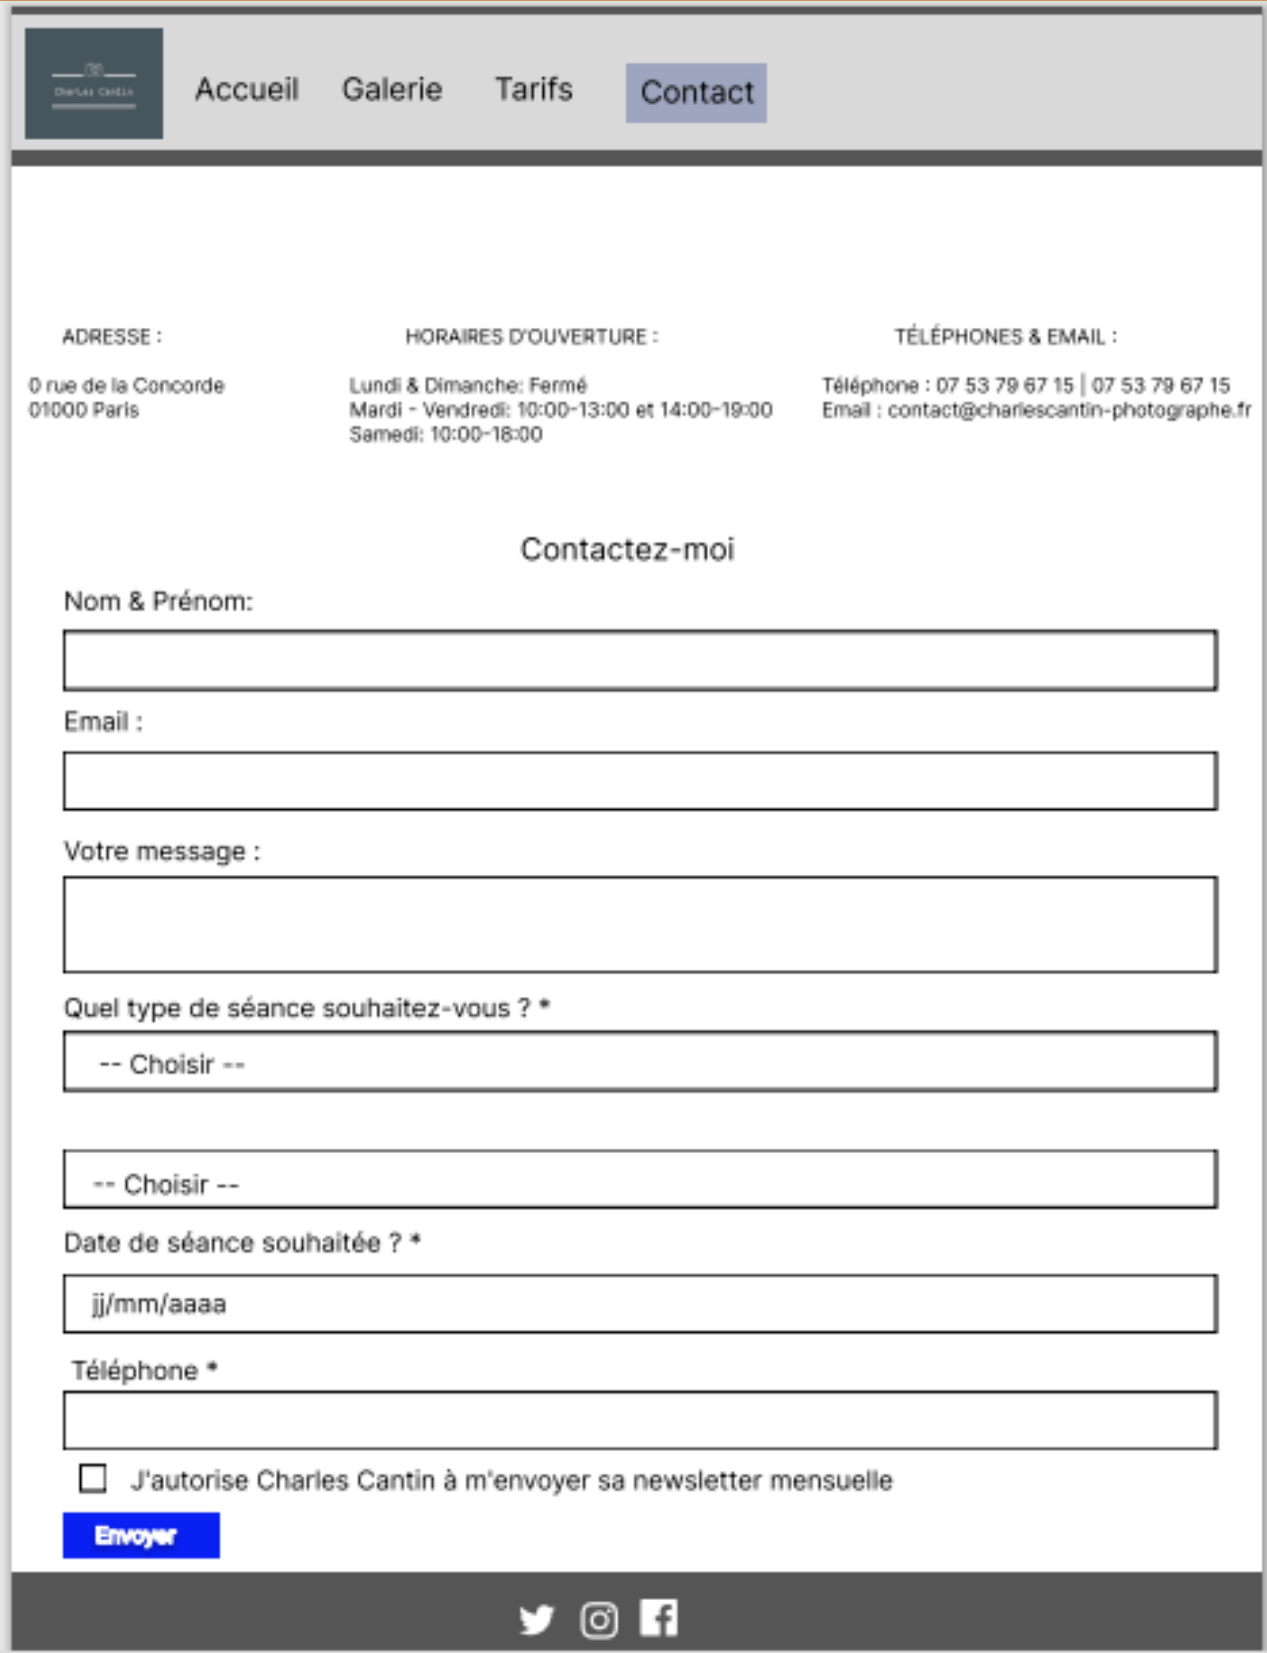 Charles Cantin
Accueil Galerie Tarifs Contact
ADRESSE :
0 rue de la Concorde
01000 Paris
HORAIRES D'OUVERTURE :
Lundi & Dimanche: Fermé
Mardi - Vendredi: 10:00-13:00 et 14:00-19:00
Samedi: 10:00-18:00
TÉLÉPHONES & EMAIL :
Téléphone : 07 53 79 67 15 | 07 53 79 67 15
Email : contact@charlescantin-photographe.fr
Contactez-moi
Nom & Prénom:
Email :
Votre message :
Quel type de séance souhaitez-vous ? *
-- Choisir --
-- Choisir --
Date de séance souhaitée ? *
jj/mm/aaaa
Téléphone *
J'autorise Charles Cantin à m'envoyer sa newsletter mensuelle
Envoyer